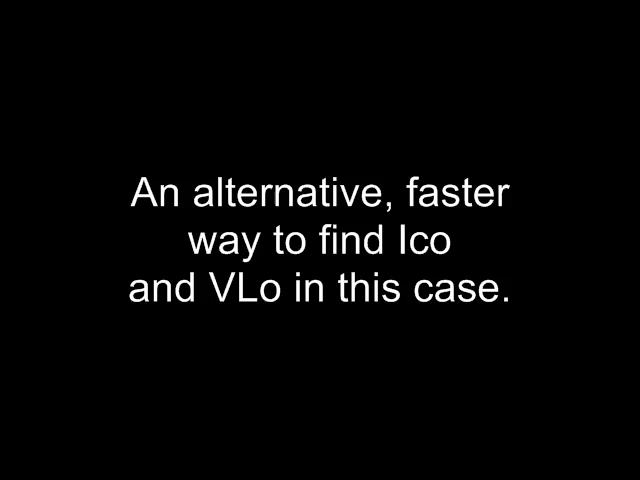 An alternative, faster
way to find Ico
and VLo in this case.